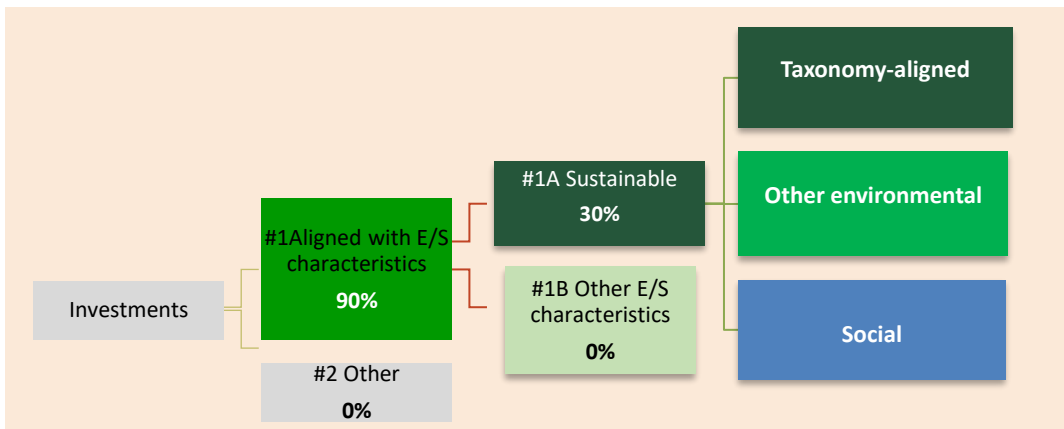 Investments
#1Aligned with E/S
characteristics
90%
#2 Other
0%
#1A Sustainable
30%
#1B Other E/S
characteristics
0%
Taxonomy-aligned
Other environmental
Social